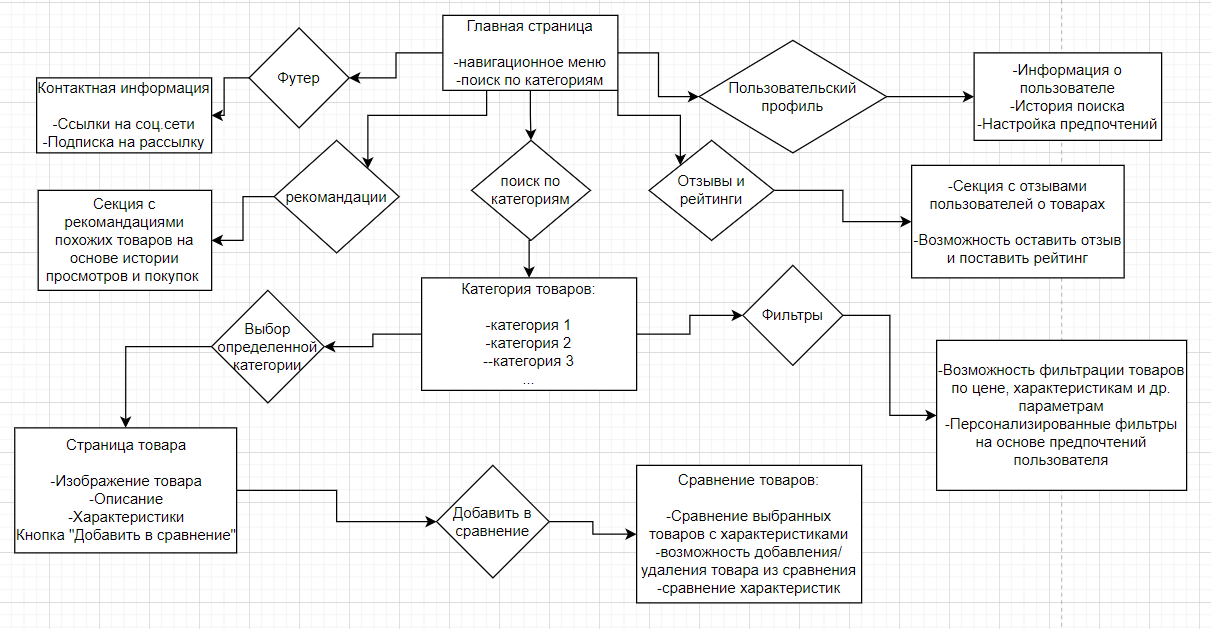 Главная страница
-навигационное меню
-поиск по категориям
Футер
Контактная информация
-Ссылки на соц.сети
-Подписка на рассылку
Пользовательский
профиль
-Информация о
пользователе
-История поиска
-Настройка предпочтений
рекомандации
Секция с
рекомандациями
похожих товаров на
основе истории
просмотров и покупок
поиск по
категориям
Отзывы и
рейтинги
-Секция с отзывами
пользователей о товарах
-Возможность оставить отзыв
и поставить рейтинг
Категория товаров:
-категория 1
-категория 2
--категория 3
...
Выбор
определенной
категории
Фильтры
-Возможность фильтрации товаров
по цене, характеристикам и др.
параметрам
-Персонализированные фильтры
на основе предпочтений
пользователя
Страница товара
-Изображение товара
-Описание
-Характеристики
Кнопка "Добавить в сравнение"
Добавить в
сравнение
Сравнение товаров:
-Сравнение выбранных
товаров с характеристиками
-возможность добавления/
удаления товара из сравнения
-сравнение характеристик